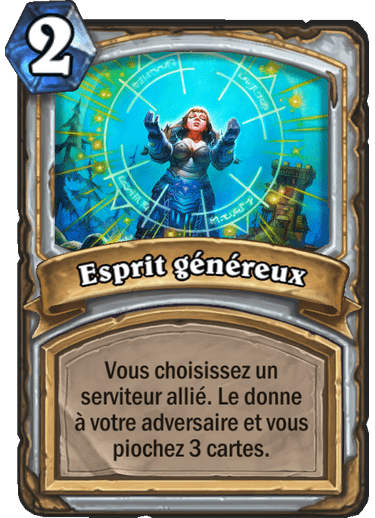 2
Esprit généreux
Vous choisissez un
serviteur allié. Le donne
à votre adversaire et vous
piochez 3 cartes.